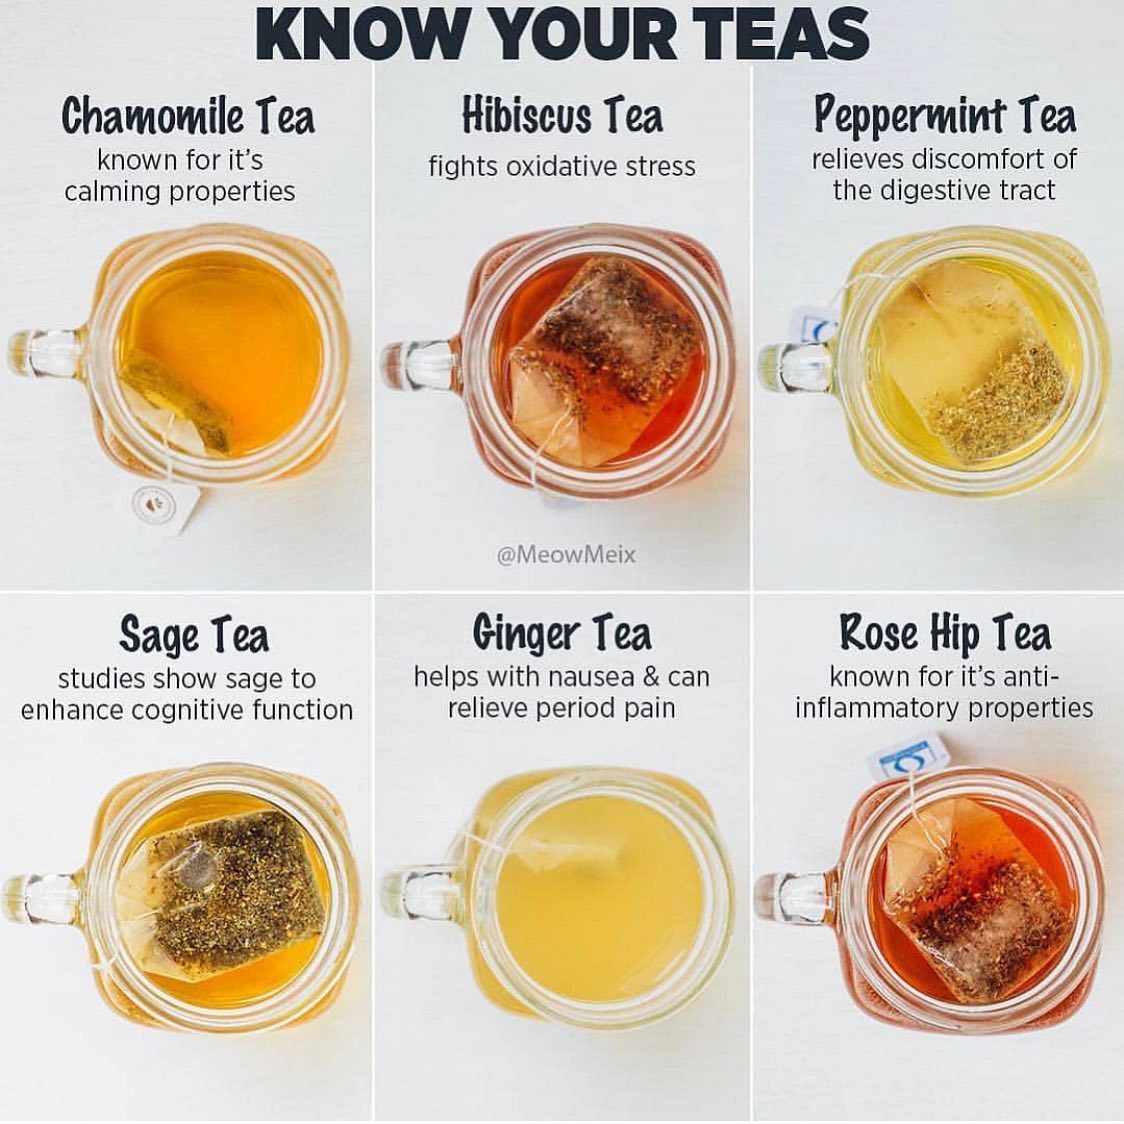 KNOW YOUR TEAS
Chamomile Tea
known for it's
calming properties
Hibiscus Tea
fights oxidative stress
Peppermint Tea
relieves discomfort of
the digestive tract
@MeowMeix
Sage Tea
studies show sage to
enhance cognitive function
Ginger Tea
helps with nausea & can
relieve period pain
Rose Hip Tea
known for it's anti-
inflammatory properties